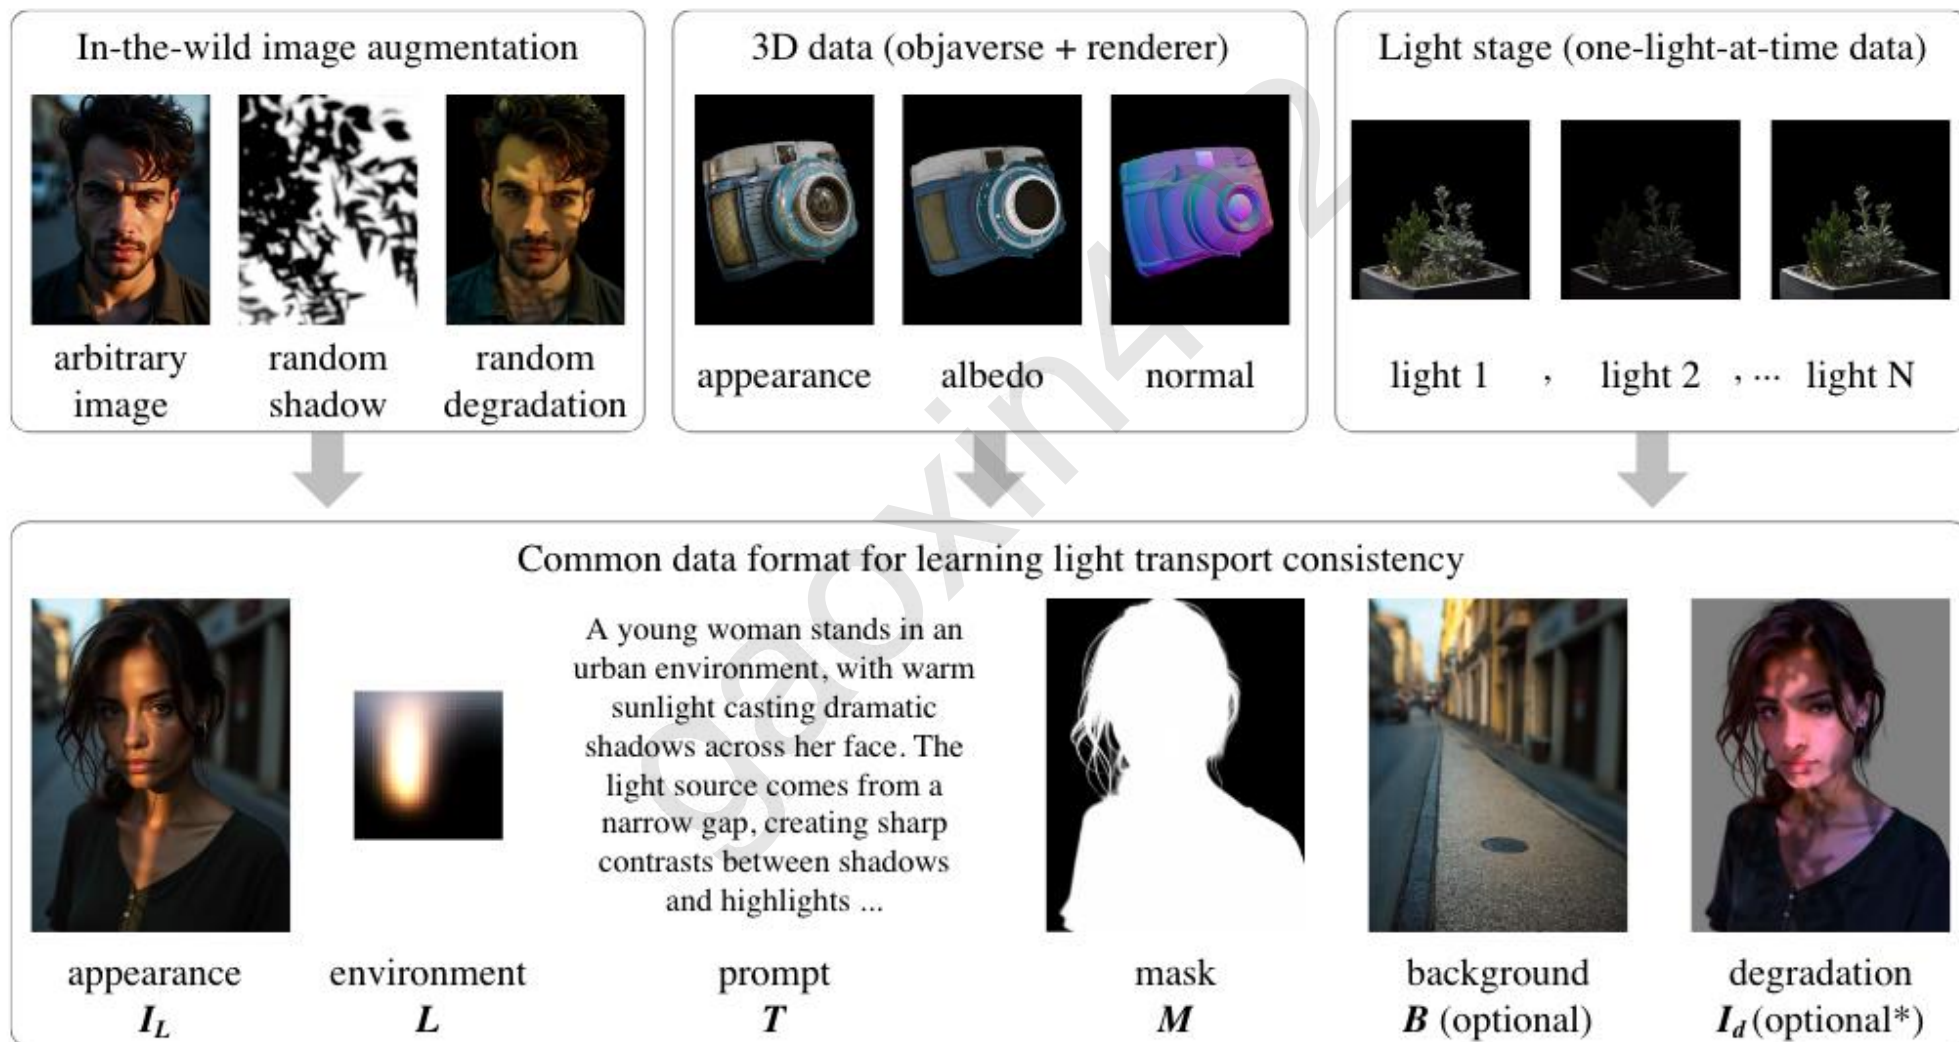 In-the-wild image augmentation
arbitrary
image
random
shadow
random
degradation
3D data (objaverse + renderer)
appearance
albedo
normal
Light stage (one-light-at-time data)
light 1 , light 2 , ... light N
Common data format for learning light transport consistency
A young woman stands in an
urban environment, with warm
sunlight casting dramatic
shadows across her face. The
light source comes from a
narrow gap, creating sharp
contrasts between shadows
and highlights ...
appearance
I_L
environment
L
prompt
T
mask
M
background
B (optional)
degradation
I_d (optional*)